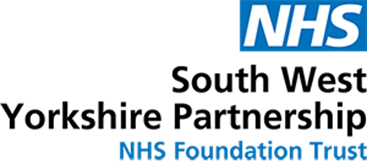 NHS
South West
Yorkshire Partnership
NHS Foundation Trust